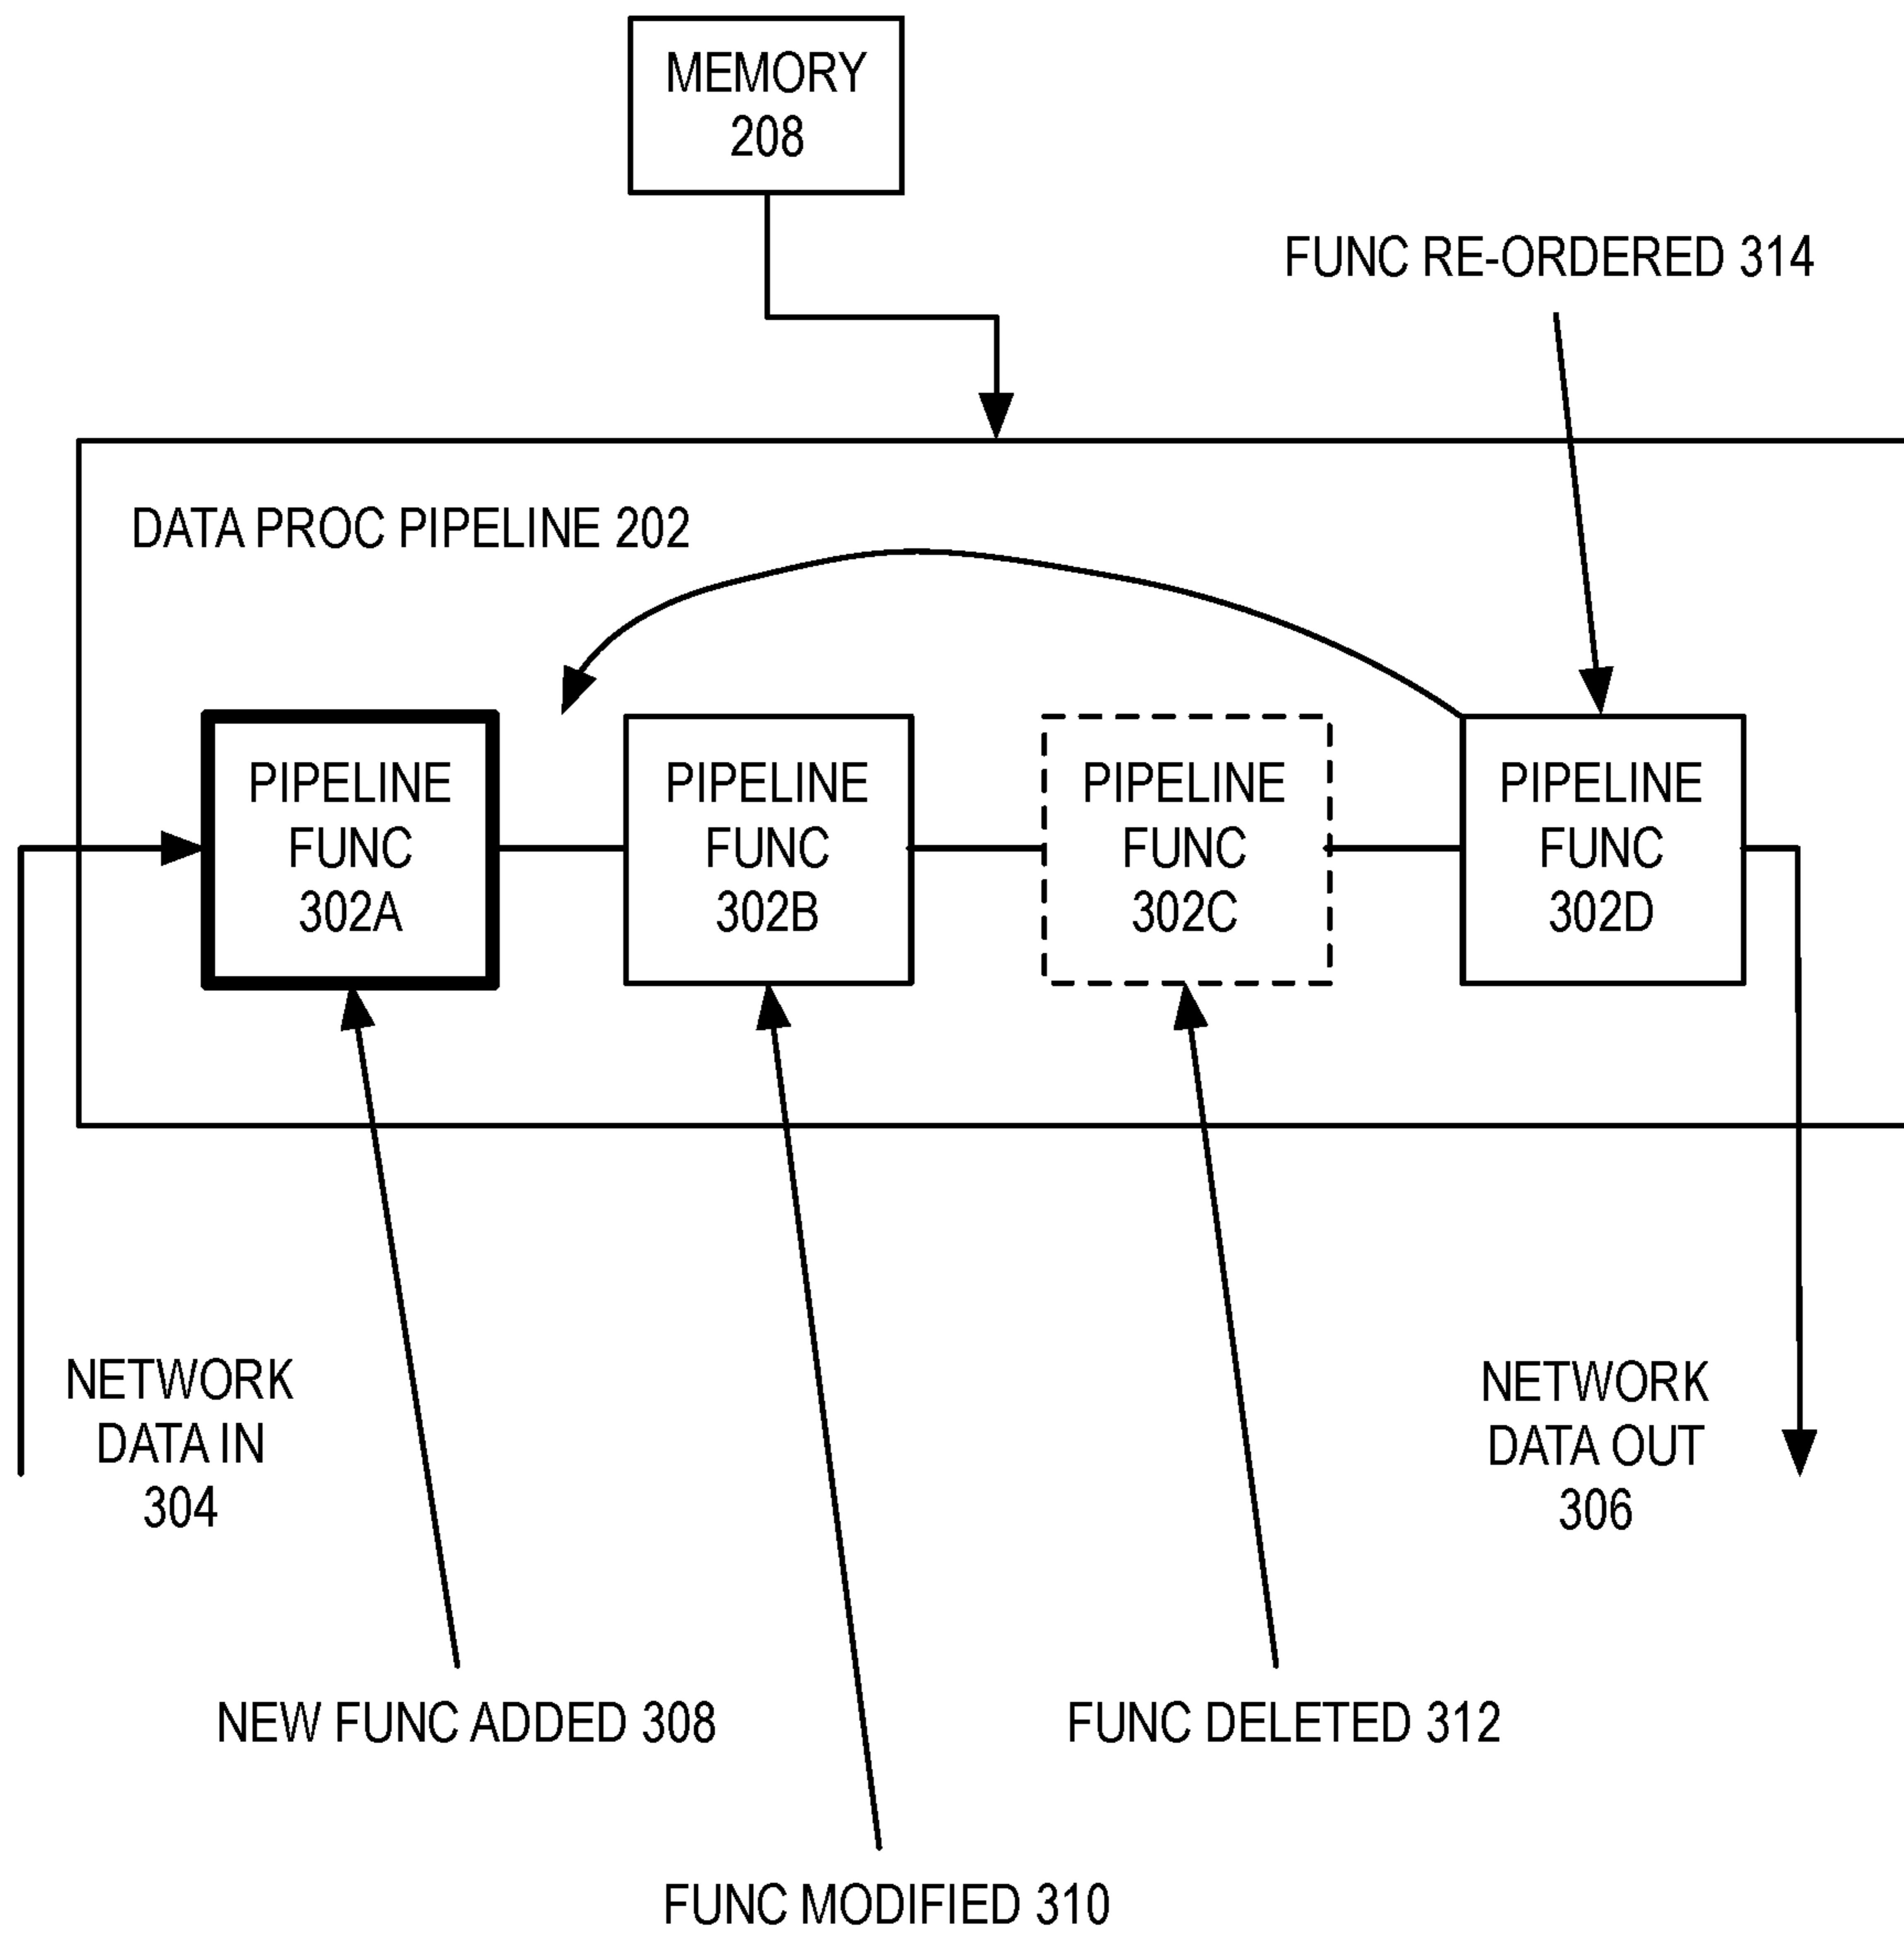 MEMORY
208
FUNC RE-ORDERED 314
DATA PROC PIPELINE 202
PIPELINE
FUNC
302A
PIPELINE
FUNC
302B
PIPELINE
FUNC
302C
PIPELINE
FUNC
302D
NETWORK
DATA IN
304
NETWORK
DATA OUT
306
NEW FUNC ADDED 308
FUNC DELETED 312
FUNC MODIFIED 310